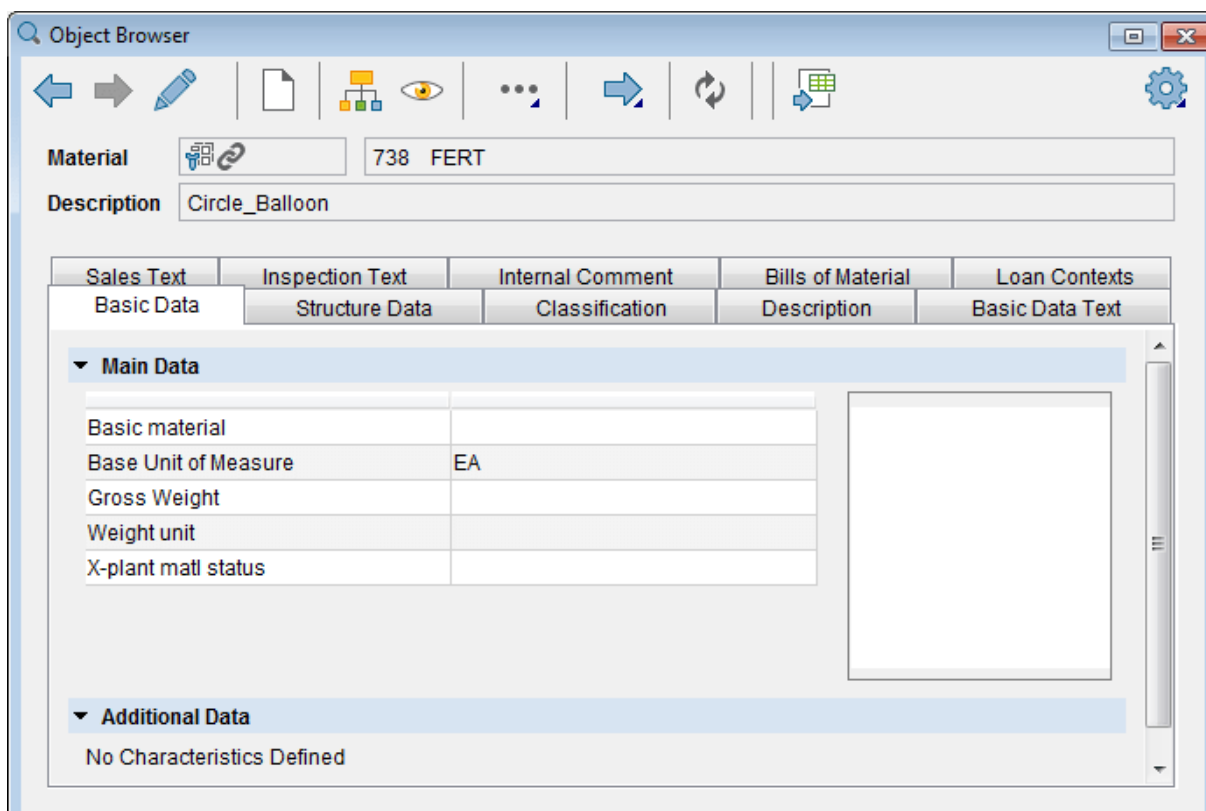 Object Browser
Material 738 FERT
Description Circle_Balloon
Sales Text Inspection Text Internal Comment Bills of Material Loan Contexts
Basic Data Structure Data Classification Description Basic Data Text
Main Data
Basic material
Base Unit of Measure EA
Gross Weight
Weight unit
X-plant matl status
Additional Data
No Characteristics Defined